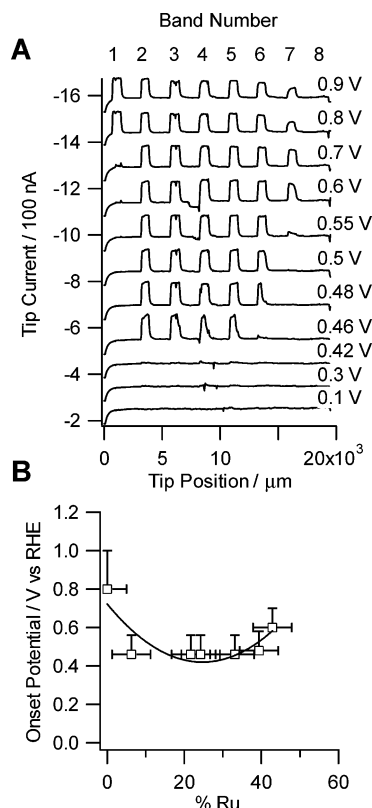 Band Number
A
1 2 3 4 5 6 7 8
0.9 V
-16
0.8 V
-14
0.7 V
-12
0.6 V
0.55 V
-10
0.5 V
-8
0.48 V
0.46 V
-6
0.42 V
-4
0.3 V
0.1 V
-2
Tip Current / 100 nA
0 5 10 20x10³
Tip Position / μm
B
1.2
1.0
0.8
0.6
0.4
0.2
0.0
Onset Potential / V vs RHE
0 20 40 60
% Ru